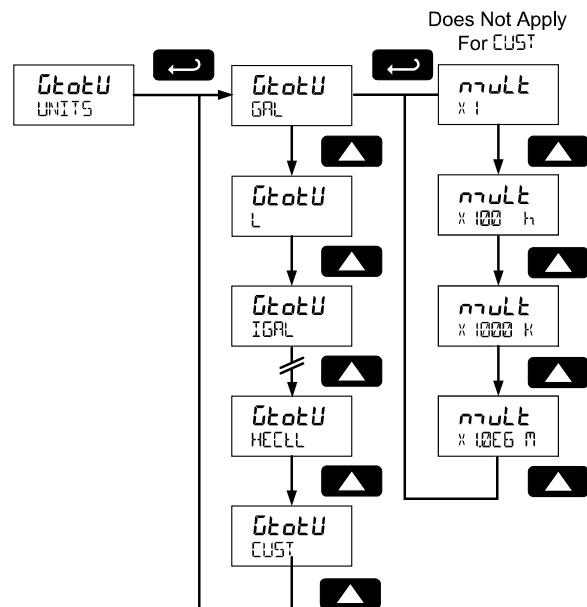 Does Not Apply
For CUST
GtotU
UNITS
GtotU
GAL
mult
x 1
GtotU
L
mult
x 100 h
GtotU
IGAL
mult
x 1000 K
GtotU
HECtL
mult
x 1.0E6 M
GtotU
CUST